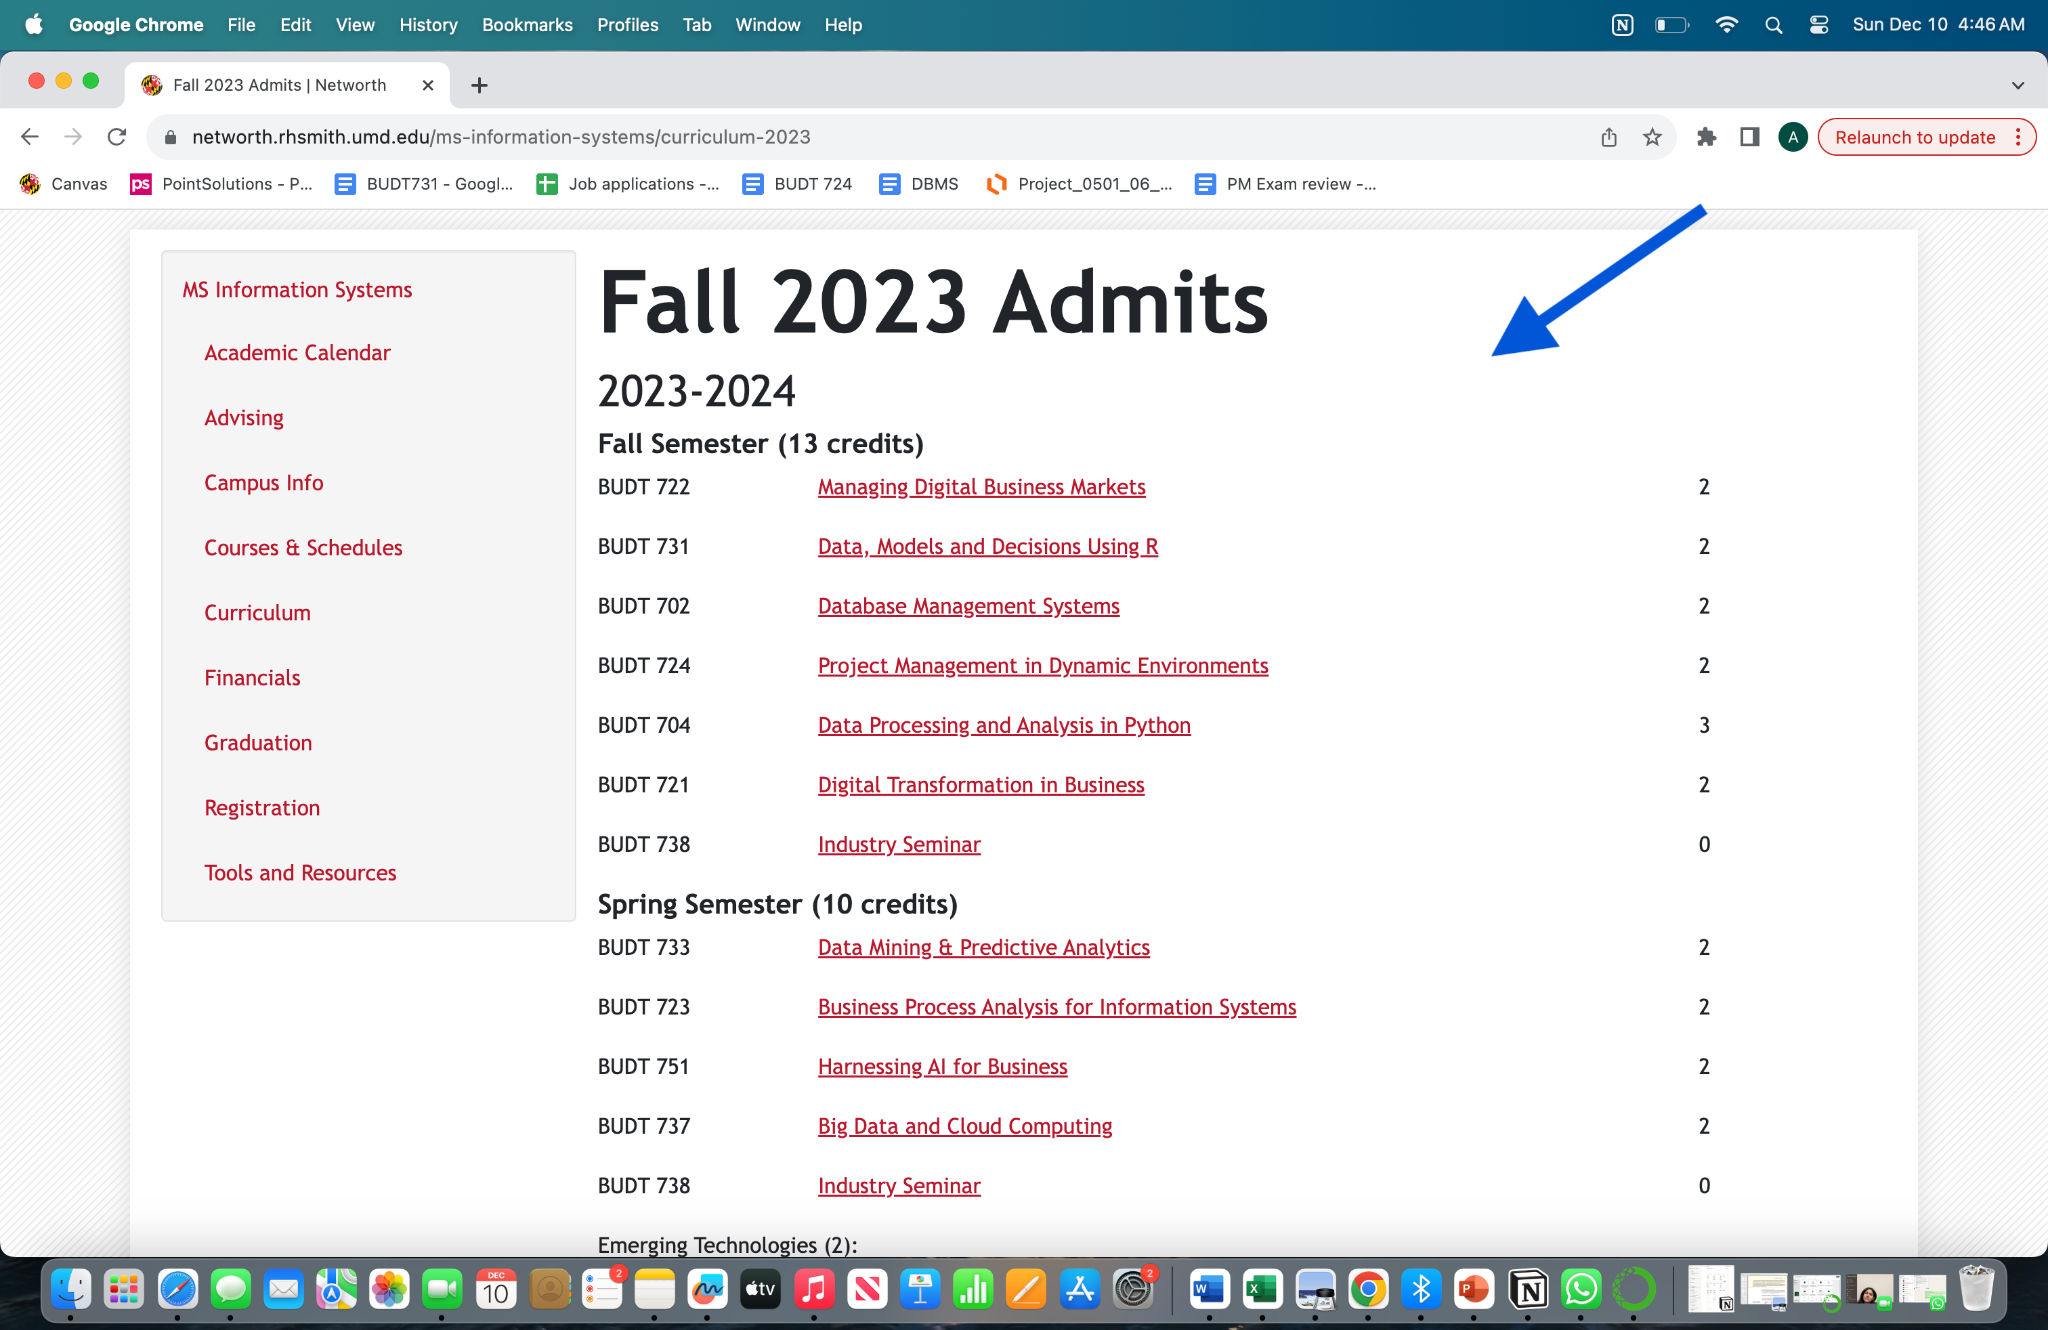 Google Chrome File Edit View History Bookmarks Profiles Tab Window Help Sun Dec 10 4:46 AM
Fall 2023 Admits | Networth
networth.rhsmith.umd.edu/ms-information-systems/curriculum-2023 A Relaunch to update
Canvas ps PointSolutions - P... BUDT731 - Googl... Job applications -... BUDT 724 DBMS Project_0501_06_... PM Exam review -...
MS Information Systems
Academic Calendar
Advising
Campus Info
Courses & Schedules
Curriculum
Financials
Graduation
Registration
Tools and Resources
Fall 2023 Admits
2023-2024
Fall Semester (13 credits)
BUDT 722 Managing Digital Business Markets 2
BUDT 731 Data, Models and Decisions Using R 2
BUDT 702 Database Management Systems 2
BUDT 724 Project Management in Dynamic Environments 2
BUDT 704 Data Processing and Analysis in Python 3
BUDT 721 Digital Transformation in Business 2
BUDT 738 Industry Seminar 0
Spring Semester (10 credits)
BUDT 733 Data Mining & Predictive Analytics 2
BUDT 723 Business Process Analysis for Information Systems 2
BUDT 751 Harnessing AI for Business 2
BUDT 737 Big Data and Cloud Computing 2
BUDT 738 Industry Seminar 0
Emerging Technologies (2):
DEC 10 2 tv 2 W X P N